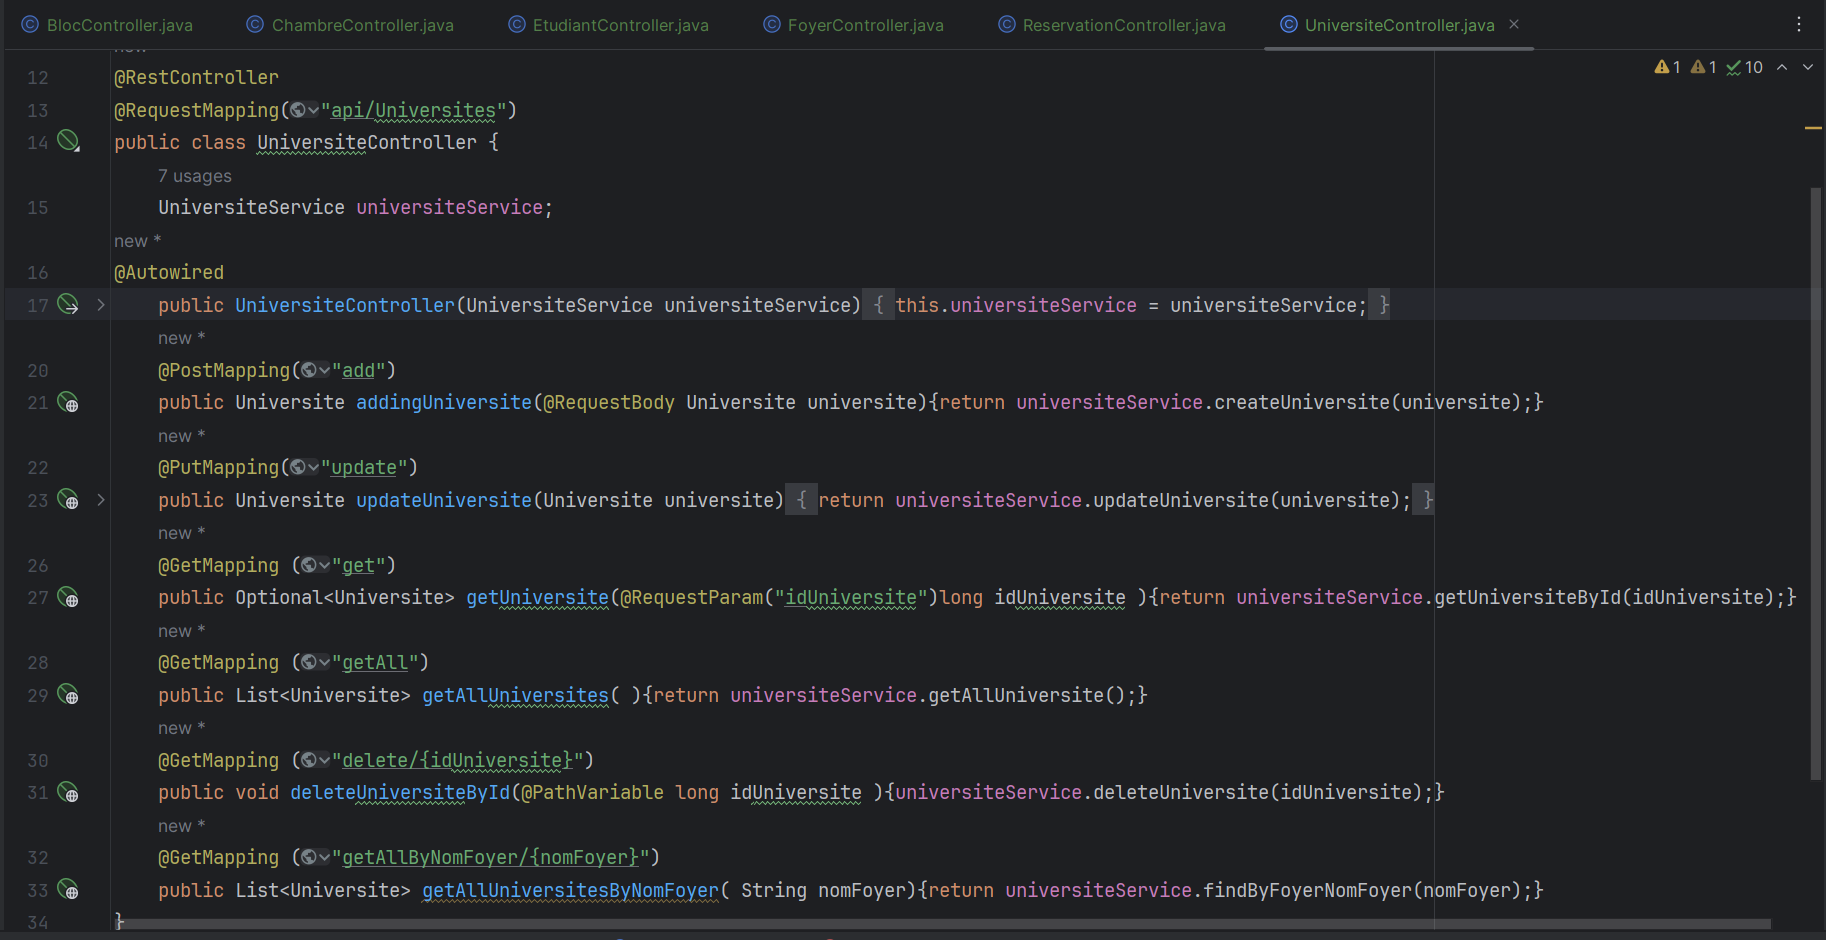 BlocController.java ChambreController.java EtudiantController.java FoyerController.java ReservationController.java UniversiteController.java
new *
1 1 10
12 @RestController
13 @RequestMapping("api/Universites")
14 public class UniversiteController {
7 usages
15 UniversiteService universiteService;
new *
16 @Autowired
17 public UniversiteController(UniversiteService universiteService) { this.universiteService = universiteService; }
new *
20 @PostMapping("add")
21 public Universite addingUniversite(@RequestBody Universite universite){return universiteService.createUniversite(universite);}
new *
22 @PutMapping("update")
23 public Universite updateUniversite(Universite universite) { return universiteService.updateUniversite(universite); }
new *
26 @GetMapping ("get")
27 public Optional<Universite> getUniversite(@RequestParam("idUniversite")long idUniversite ){return universiteService.getUniversiteById(idUniversite);}
new *
28 @GetMapping ("getAll")
29 public List<Universite> getAllUniversites( ){return universiteService.getAllUniversite();}
new *
30 @GetMapping ("delete/{idUniversite}")
31 public void deleteUniversiteById(@PathVariable long idUniversite ){universiteService.deleteUniversite(idUniversite);}
new *
32 @GetMapping ("getAllByNomFoyer/{nomFoyer}")
33 public List<Universite> getAllUniversitesByNomFoyer( String nomFoyer){return universiteService.findByFoyerNomFoyer(nomFoyer);}
34 }